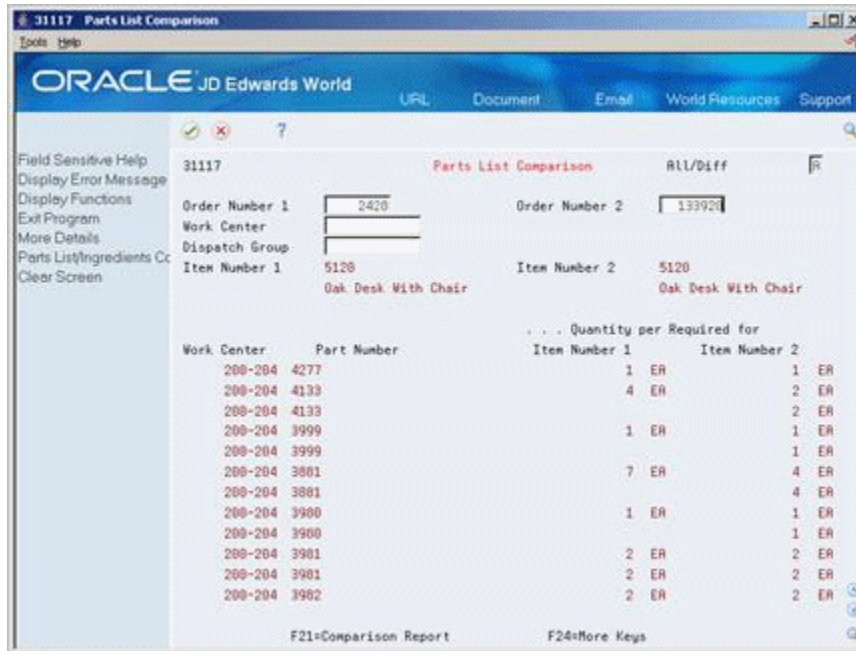 31117 Parts List Comparison
Tools Help
ORACLE JD Edwards World
URL Document Email World Resources Support
?
Field Sensitive Help
Display Error Message
Display Functions
Exit Program
More Details
Parts List/Ingredients Co
Clear Screen
31117 Parts List Comparison All/Diff A
Order Number 1 2420 Order Number 2 133920
Work Center
Dispatch Group
Item Number 1 5120 Item Number 2 5120
Oak Desk With Chair Oak Desk With Chair
. . . Quantity per Required for
Work Center Part Number Item Number 1 Item Number 2
200-204 4277 1 EA 1 EA
200-204 4133 4 EA 2 EA
200-204 4133 2 EA
200-204 3999 1 EA 1 EA
200-204 3999 1 EA
200-204 3881 7 EA 4 EA
200-204 3881 4 EA
200-204 3980 1 EA 1 EA
200-204 3980 1 EA
200-204 3981 2 EA 2 EA
200-204 3981 2 EA 2 EA
200-204 3982 2 EA 2 EA
F21=Comparison Report F24=More Keys